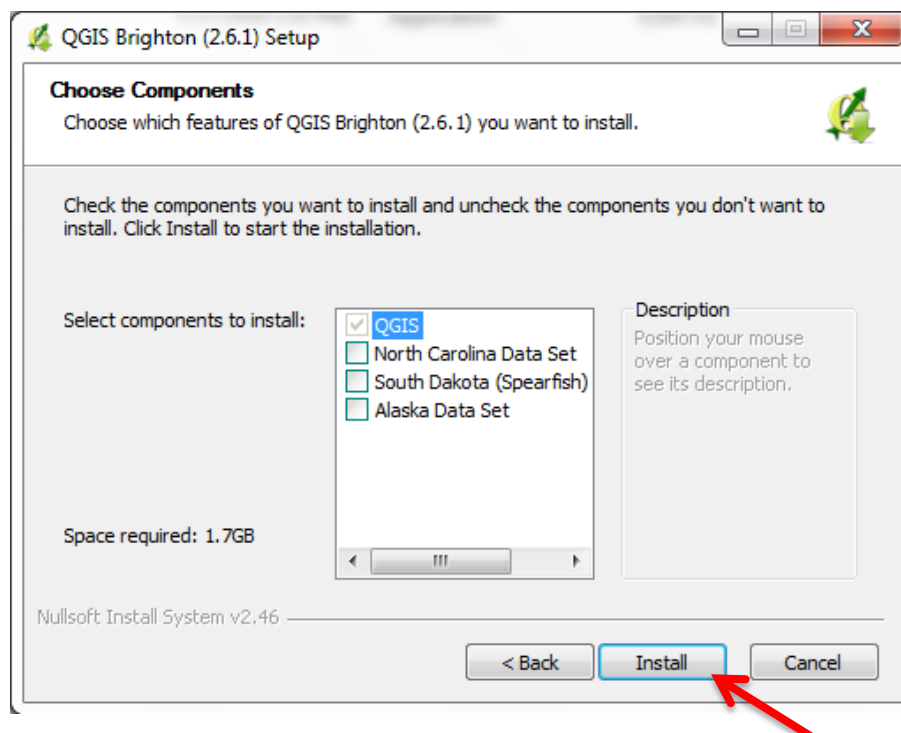 QGIS Brighton (2.6.1) Setup
Choose Components
Choose which features of QGIS Brighton (2.6.1) you want to install.
Check the components you want to install and uncheck the components you don't want to
install. Click Install to start the installation.
Select components to install:
QGIS
North Carolina Data Set
South Dakota (Spearfish)
Alaska Data Set
Description
Position your mouse
over a component to
see its description.
Space required: 1.7GB
Nullsoft Install System v2.46
< Back
Install
Cancel